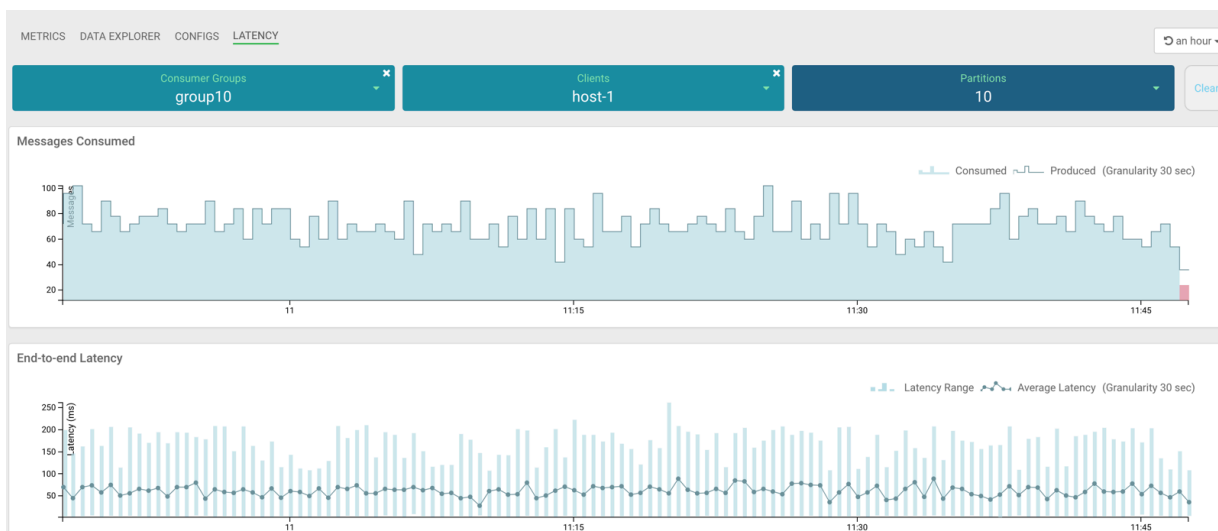 METRICS DATA EXPLORER CONFIGS LATENCY
an hour
Consumer Groups
group10
Clients
host-1
Partitions
10
Clear
Messages Consumed
Consumed Produced (Granularity 30 sec)
Messages
100
80
60
40
20
11 11:15 11:30 11:45
End-to-end Latency
Latency Range Average Latency (Granularity 30 sec)
Latency (ms)
250
200
150
100
50
11 11:15 11:30 11:45